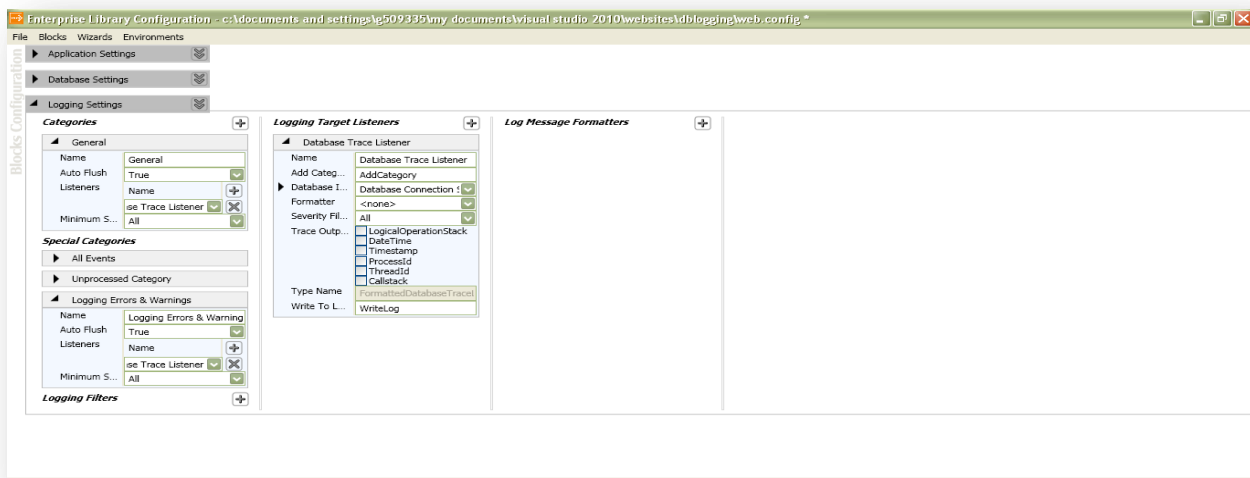 Enterprise Library Configuration - c:\documents and settings\g509335\my documents\visual studio 2010\websites\dblogging\web.config *
File Blocks Wizards Environments
Blocks Configuration
Application Settings
Database Settings
Logging Settings
Categories
General
Name General
Auto Flush True
Listeners Name
se Trace Listener
Minimum S... All
Special Categories
All Events
Unprocessed Category
Logging Errors & Warnings
Name Logging Errors & Warning
Auto Flush True
Listeners Name
se Trace Listener
Minimum S... All
Logging Filters
Logging Target Listeners
Database Trace Listener
Name Database Trace Listener
Add Categ... AddCategory
Database I... Database Connection S
Formatter <none>
Severity Fil... All
Trace Outp... LogicalOperationStack
DateTime
Timestamp
ProcessId
ThreadId
Callstack
Type Name FormattedDatabaseTraceL
Write To L... WriteLog
Log Message Formatters